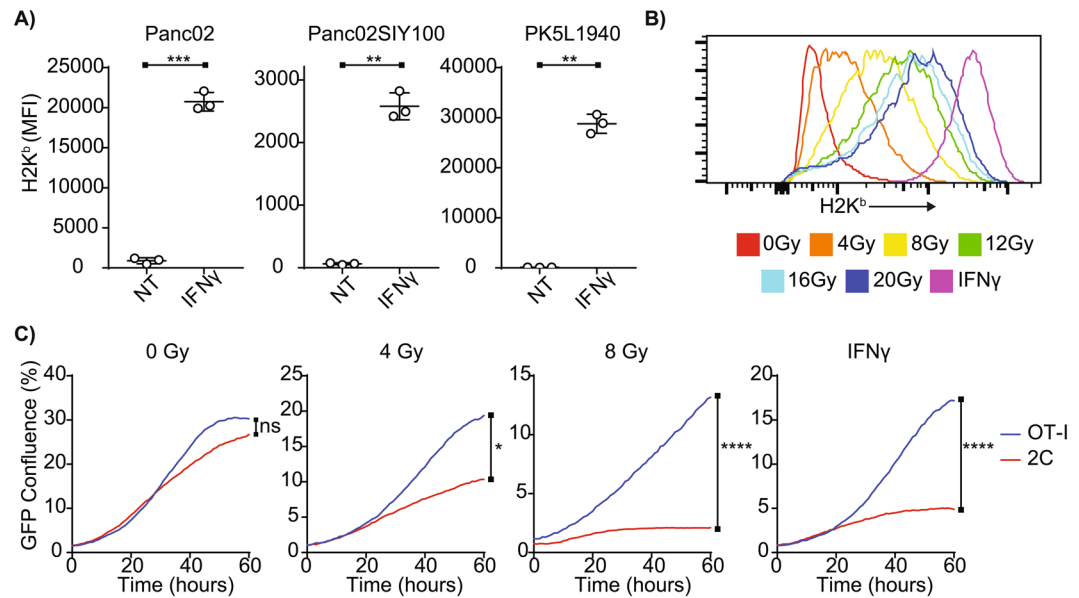 A)
Panc02
Panc02SIY100
PK5L1940
B)
H2Kᵇ (MFI)
25000
20000
15000
10000
5000
0
***
NT
IFNγ
3000
2000
1000
0
**
NT
IFNγ
40000
30000
20000
10000
0
**
NT
IFNγ
H2Kᵇ
0Gy
4Gy
8Gy
12Gy
16Gy
20Gy
IFNγ
C)
0 Gy
4 Gy
8 Gy
IFNγ
GFP Confluence (%)
40
30
20
10
0
0
20
40
60
ns
Time (hours)
25
20
15
10
5
0
0
20
40
60
*
Time (hours)
15
10
5
0
0
20
40
60
****
Time (hours)
20
15
10
5
0
0
20
40
60
****
Time (hours)
OT-I
2C